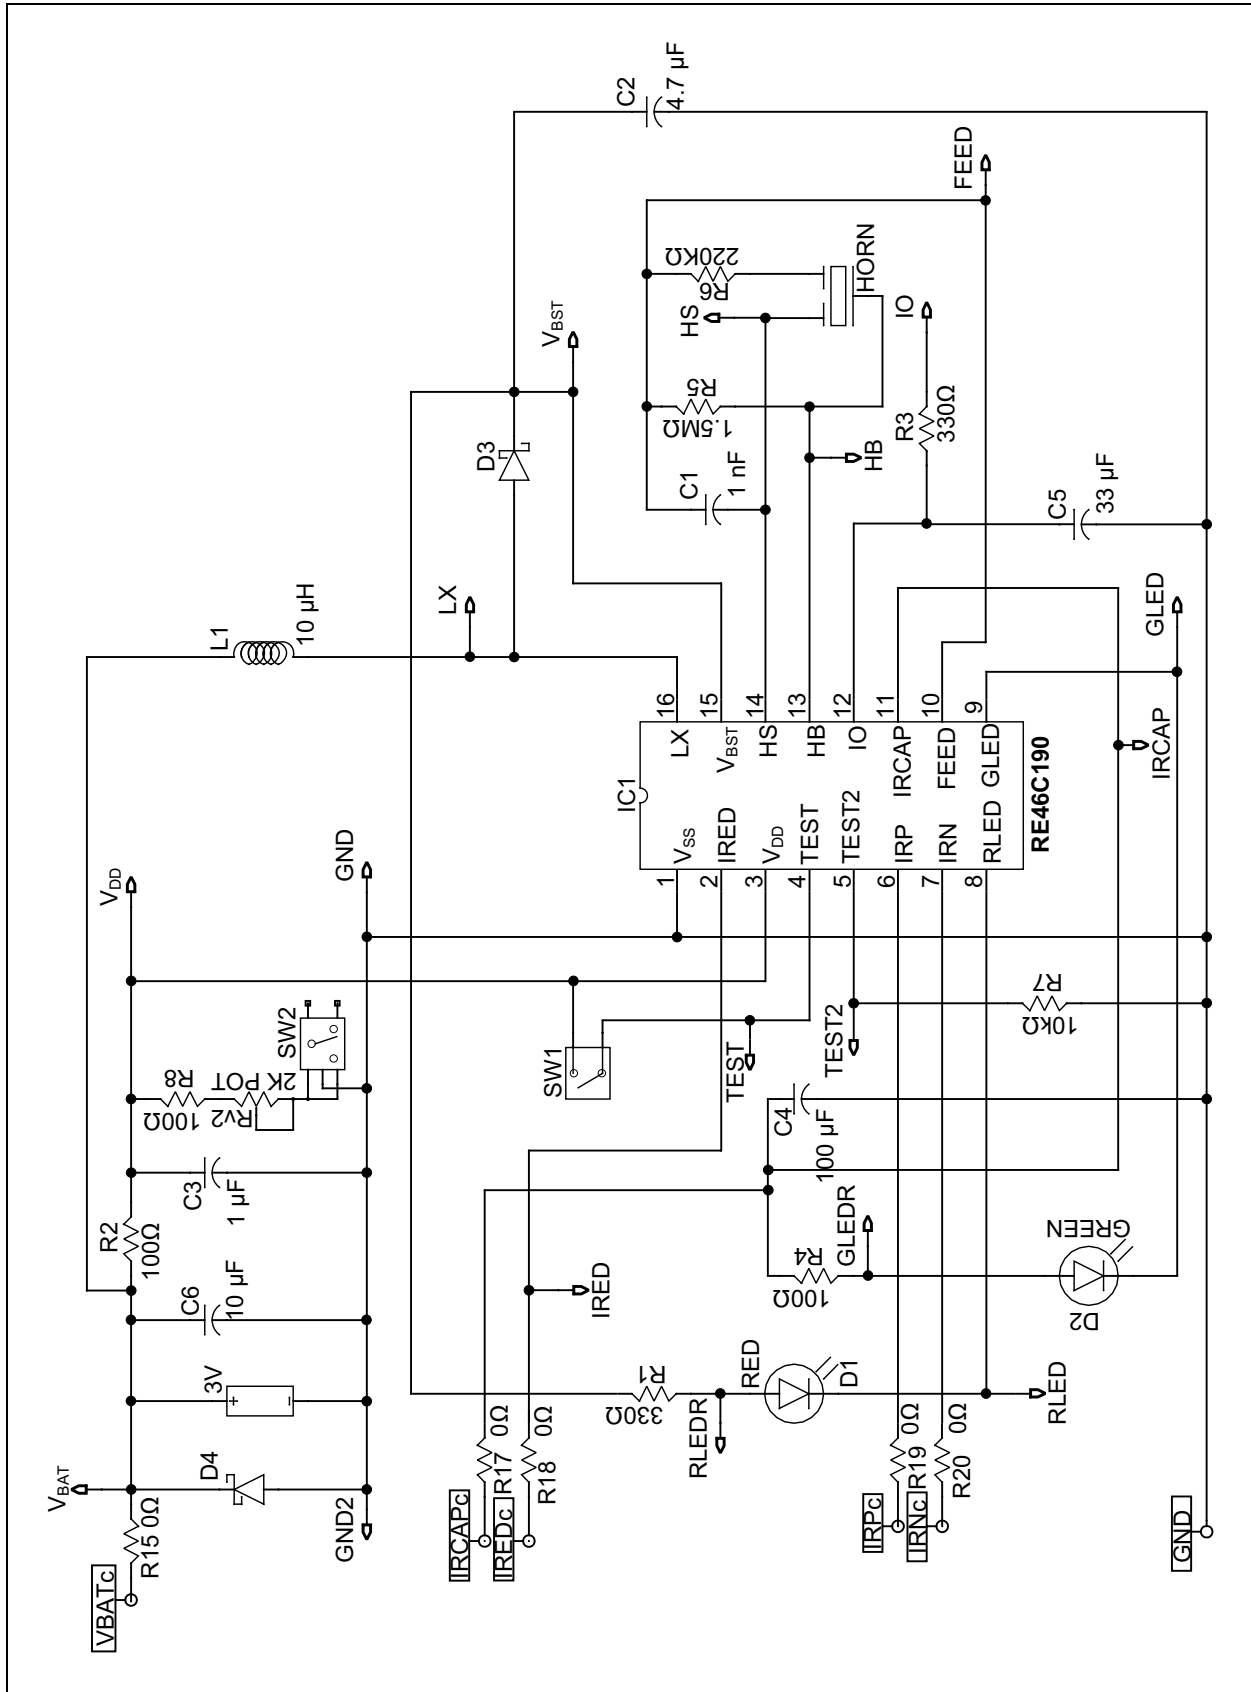 VBATc
R15 0Ω
VBAT
D4
GND2
3V
+
-
C6
10 µF
R2
100Ω
C3
1 µF
R8
100Ω
Rv2
2K POT
SW2
VDD
GND
L1
10 µH
LX
D3
VBST
C2
4.7 µF
IRCAPc
R17 0Ω
IREDc
R18 0Ω
IRED
SW1
TEST
C1
1 nF
R5
1.5MΩ
R6
220KΩ
HS
HORN
HB
FEED
IO
R3
330Ω
C5
33 µF
IC1
1 VSS
2 IRED
3 VDD
4 TEST
5 TEST2
6 IRP
7 IRN
8 RLED
16 LX
15 VBST
14 HS
13 HB
12 IO
11 IRCAP
10 FEED
9 GLED
RE46C190
R1
330Ω
RLEDR
RED
D1
RLED
R4
100Ω
GLEDR
C4
100 µF
TEST2
R7
10kΩ
GREEN
D2
IRCAP
GLED
IRPc
R19 0Ω
IRNc
R20 0Ω
GND